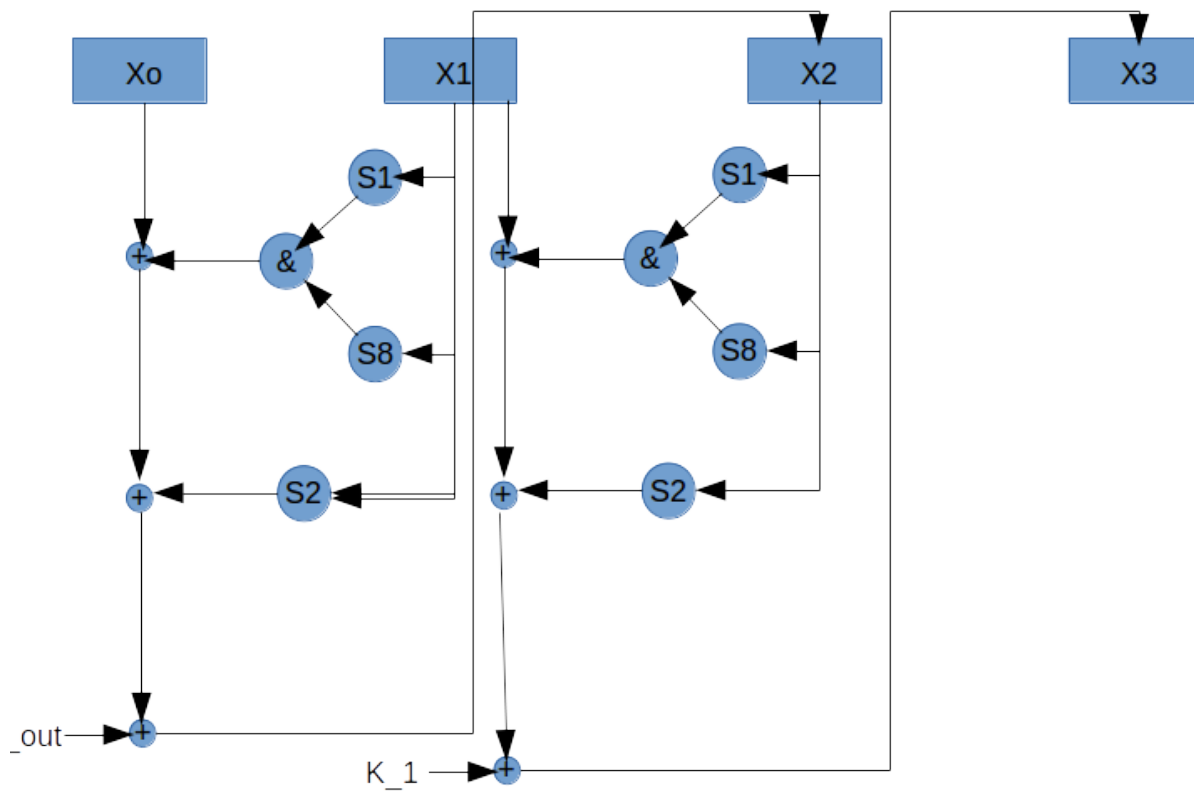 Xo X1 X2 X3
S1 S1
+ & + &
S8 S8
+ S2 + S2
_out +
K_1 +